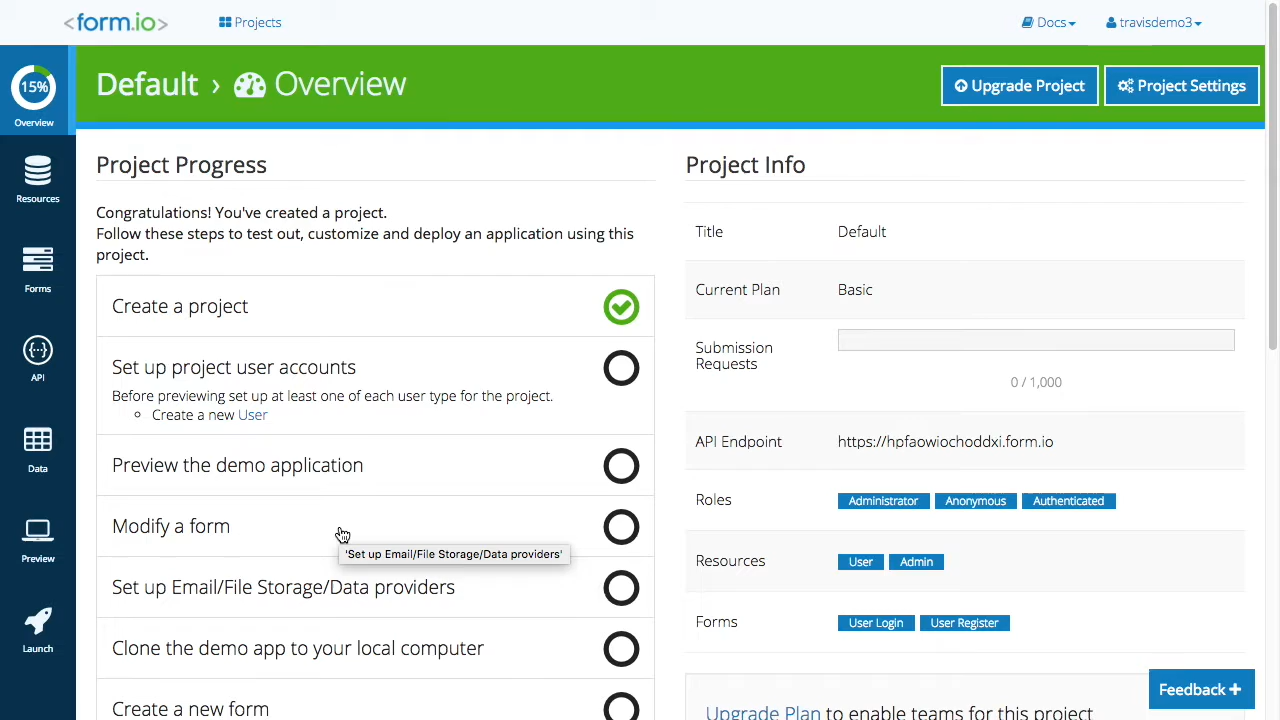 <form.io>
Projects
Docs
travisdemo3
15%
Overview
Resources
Forms
API
Data
Preview
Launch
Default › Overview
Upgrade Project
Project Settings
Project Progress
Congratulations! You've created a project.
Follow these steps to test out, customize and deploy an application using this
project.
Create a project
Set up project user accounts
Before previewing set up at least one of each user type for the project.
Create a new User
Preview the demo application
Modify a form
'Set up Email/File Storage/Data providers'
Set up Email/File Storage/Data providers
Clone the demo app to your local computer
Create a new form
Project Info
Title Default
Current Plan Basic
Submission
Requests
0 / 1,000
API Endpoint https://hpfaowiochoddxi.form.io
Roles Administrator Anonymous Authenticated
Resources User Admin
Forms User Login User Register
Upgrade Plan to enable teams for this project
Feedback +